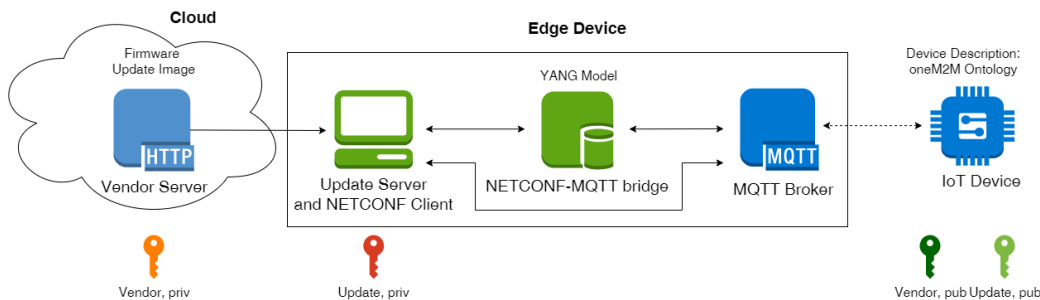 Cloud
Edge Device
Firmware
Update Image
HTTP
Vendor Server
Update Server
and NETCONF Client
YANG Model
NETCONF-MQTT bridge
MQTT
MQTT Broker
Device Description:
oneM2M Ontology
IoT Device
Vendor, priv
Update, priv
Vendor, pub
Update, pub